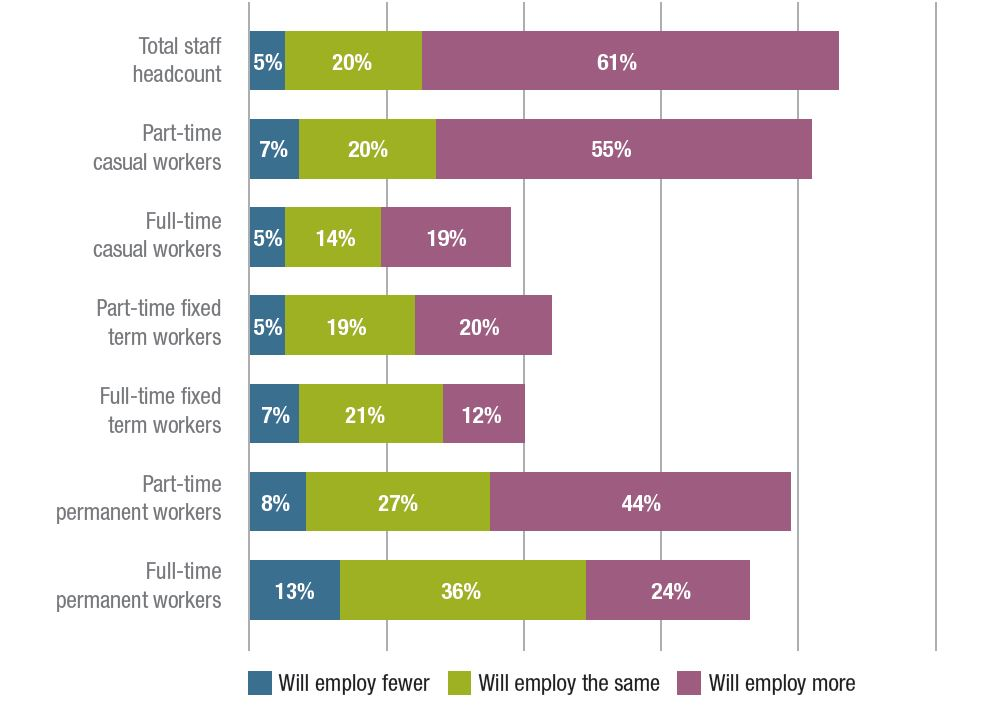 Total staff
headcount
5% 20% 61%
Part-time
casual workers
7% 20% 55%
Full-time
casual workers
5% 14% 19%
Part-time fixed
term workers
5% 19% 20%
Full-time fixed
term workers
7% 21% 12%
Part-time
permanent workers
8% 27% 44%
Full-time
permanent workers
13% 36% 24%
Will employ fewer Will employ the same Will employ more